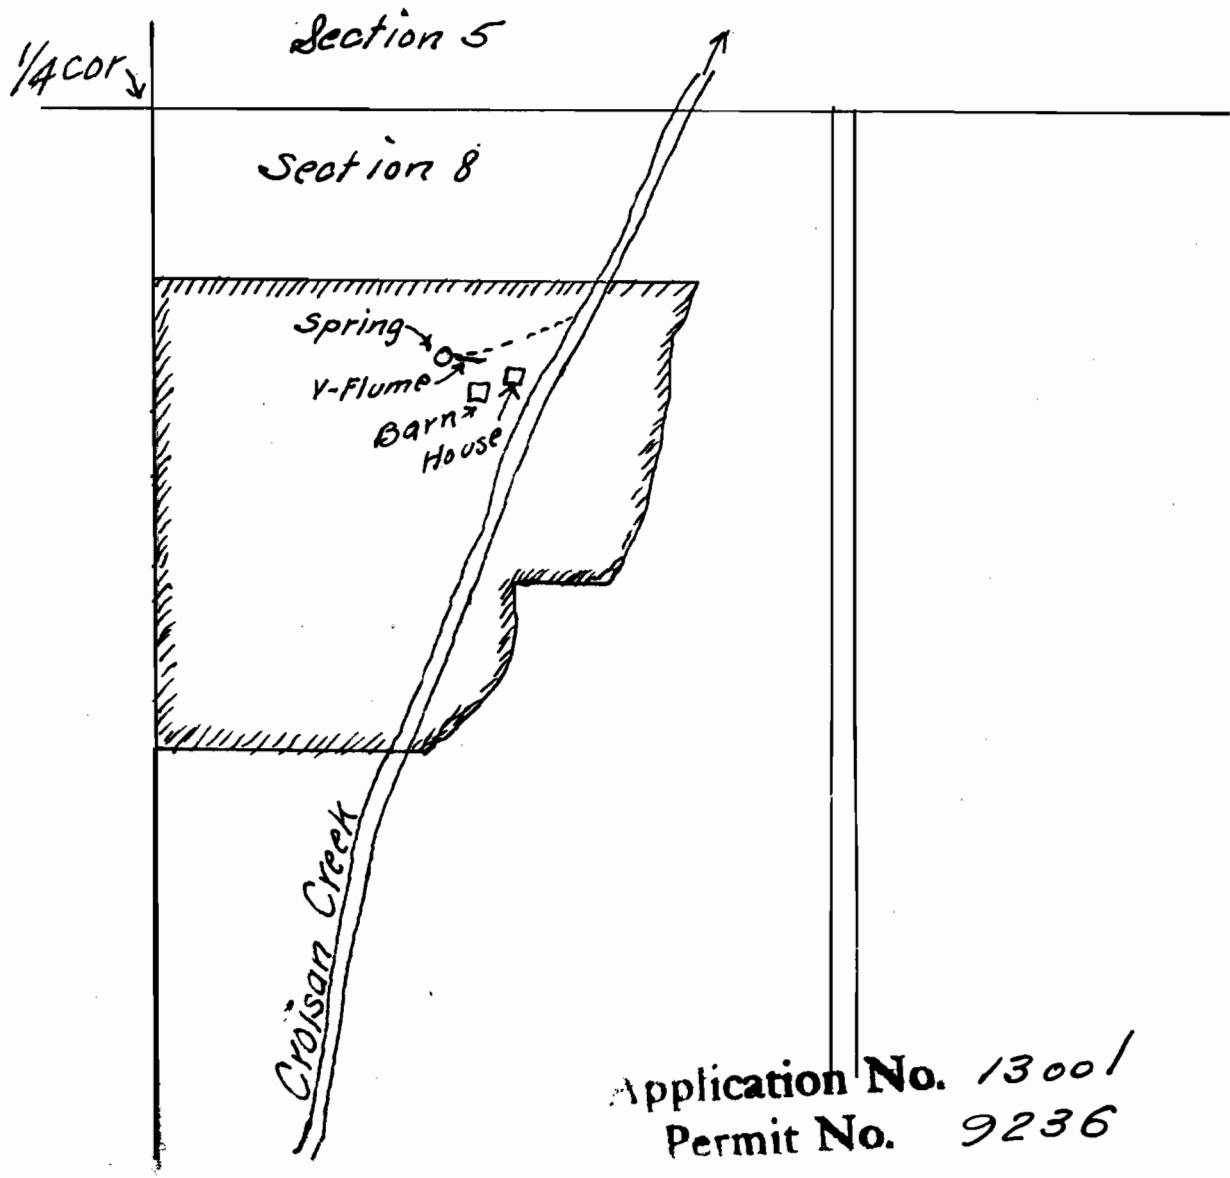 Section 5
1/4 cor
Section 8
Spring
V-Flume
Barn
House
Croisan Creek
Application No. 13001
Permit No. 9236